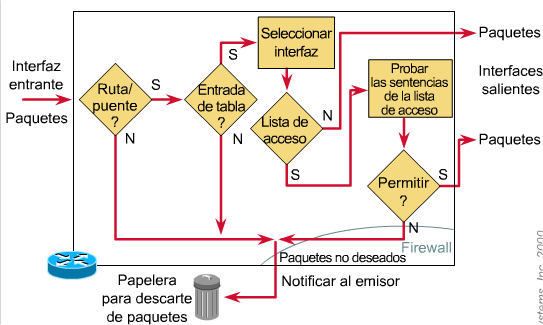 Interfaz
entrante
Paquetes
Ruta/
puente
?
S
N
Entrada
de tabla
?
S
N
Seleccionar
interfaz
Lista de
acceso
N
S
Probar
las sentencias
de la lista
de acceso
Permitir
?
S
N
Paquetes
Interfaces
salientes
Paquetes
Firewall
Paquetes no deseados
Notificar al emisor
Papelera
para descarte
de paquetes
Inc. 2000